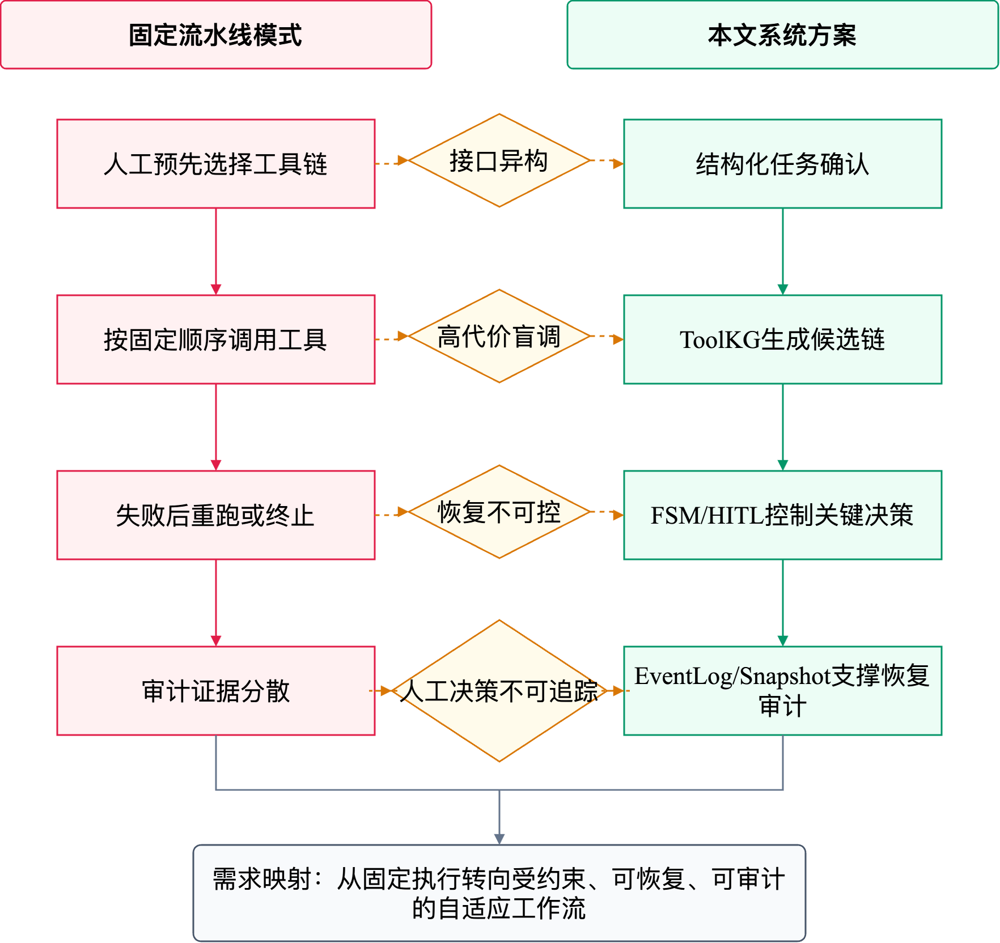 固定流水线模式
本文系统方案
人工预先选择工具链
接口异构
结构化任务确认
按固定顺序调用工具
高代价盲调
ToolKG生成候选链
失败后重跑或终止
恢复不可控
FSM/HITL控制关键决策
审计证据分散
人工决策不可追踪
EventLog/Snapshot支撑恢复
审计
需求映射：从固定执行转向受约束、可恢复、可审计
的自适应工作流